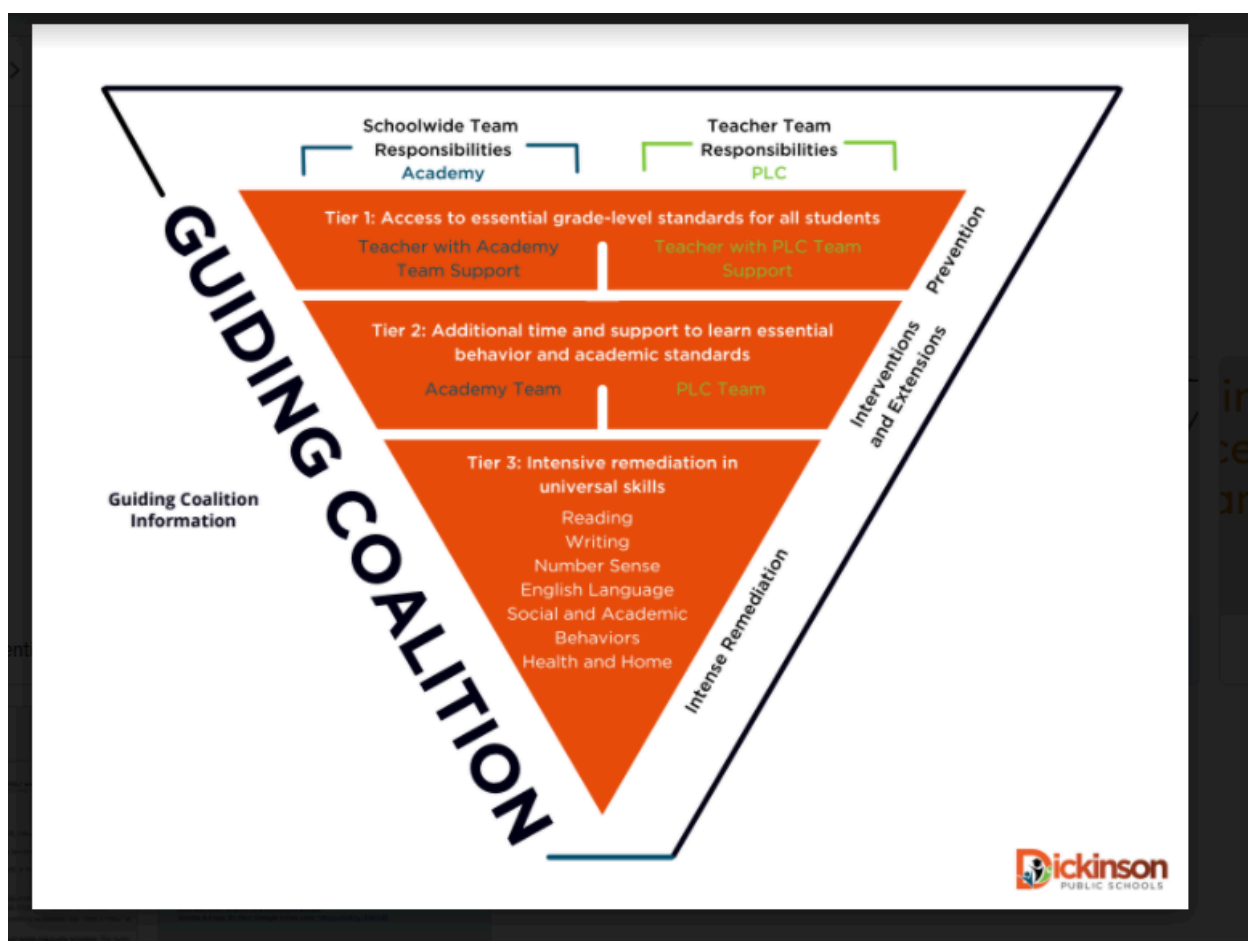 Schoolwide Team
Responsibilities
Academy
Teacher Team
Responsibilities
PLC
GUIDING COALITION
Tier 1: Access to essential grade-level standards for all students
Teacher with Academy
Team Support
Teacher with PLC Team
Support
Prevention
Tier 2: Additional time and support to learn essential
behavior and academic standards
Academy Team
PLC Team
Interventions
and Extensions
Tier 3: Intensive remediation in
universal skills
Reading
Writing
Number Sense
English Language
Social and Academic
Behaviors
Health and Home
Intense Remediation
Guiding Coalition
Information
Dickinson
PUBLIC SCHOOLS